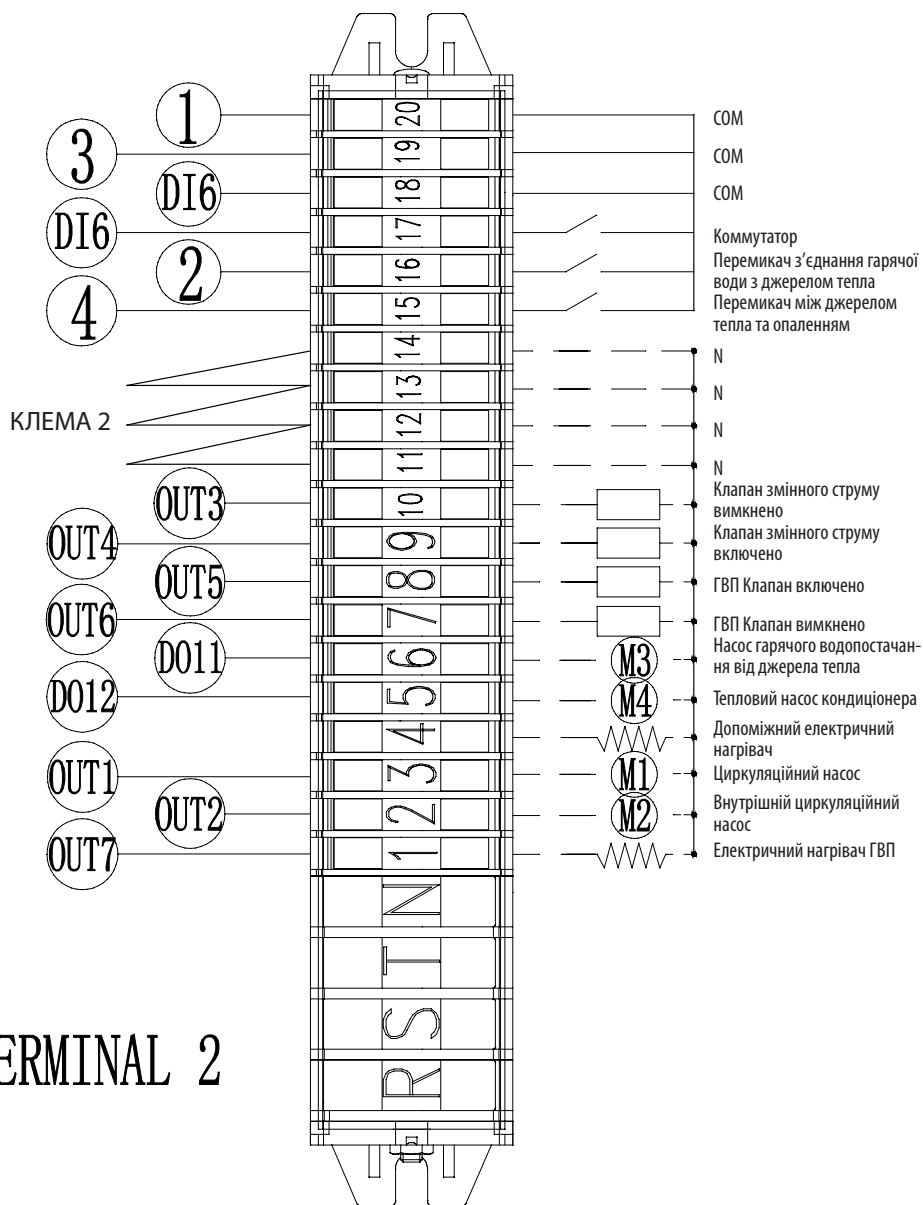 1 20 COM
3 19 COM
DI6 18 COM
DI6 17 Коммутатор
2 16 Перемикач з’єднання гарячої
води з джерелом тепла
4 15 Перемикач між джерелом
тепла та опаленням
14 N
13 N
КЛЕМА 2 12 N
11 N
OUT3 10 Клапан змінного струму
вимкнено
OUT4 9 Клапан змінного струму
включено
OUT5 8 ГВП Клапан включено
OUT6 7 ГВП Клапан вимкнено
DO11 6 M3 Насос гарячого водопостачан-
ня від джерела тепла
DO12 5 M4 Тепловий насос кондиціонера
4 Допоміжний електричний
нагрівач
OUT1 3 M1 Циркуляційний насос
OUT2 2 M2 Внутрішній циркуляційний
насос
OUT7 1 Електричний нагрівач ГВП
N
T
S
ERMINAL 2
R